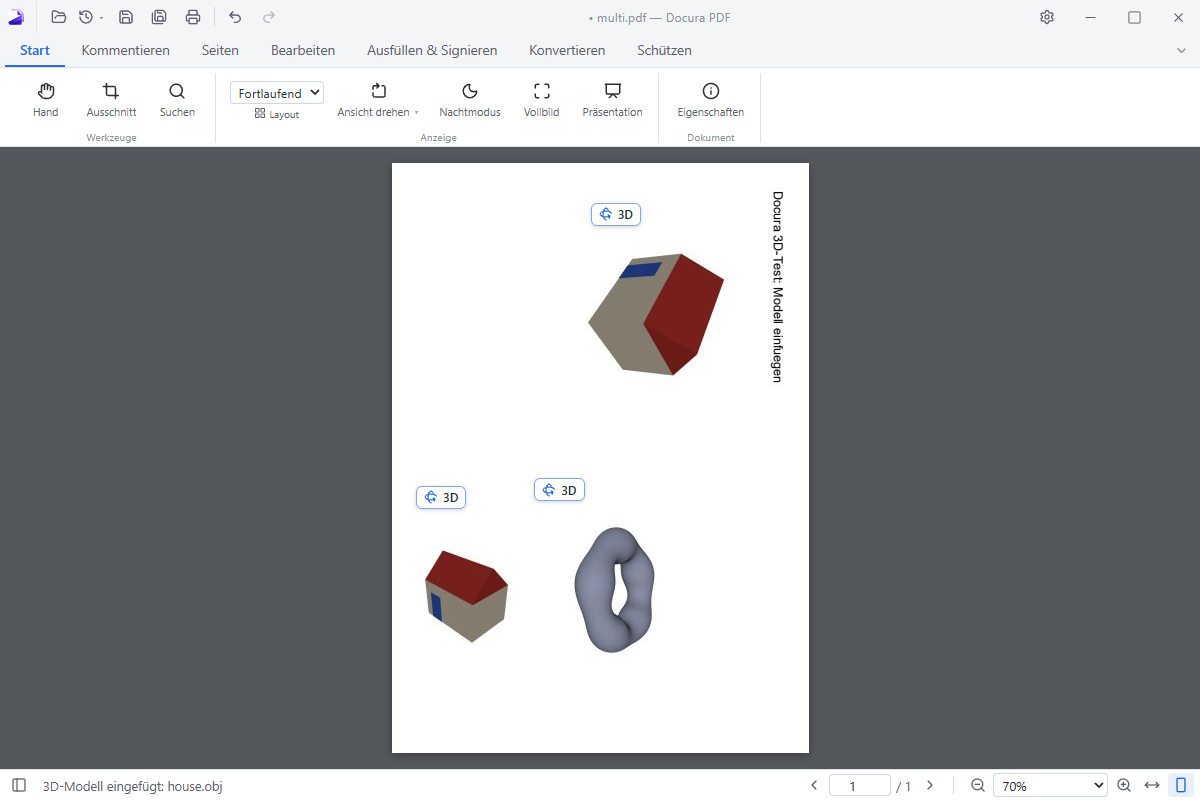 • multi.pdf — Docura PDF
Start Kommentieren Seiten Bearbeiten Ausfüllen & Signieren Konvertieren Schützen
Hand Ausschnitt Suchen
Werkzeuge
Fortlaufend
Layout
Ansicht drehen Nachtmodus Vollbild Präsentation
Anzeige
Eigenschaften
Dokument
Docura 3D-Test: Modell einfuegen
3D
3D
3D
3D-Modell eingefügt: house.obj
1 / 1
70%